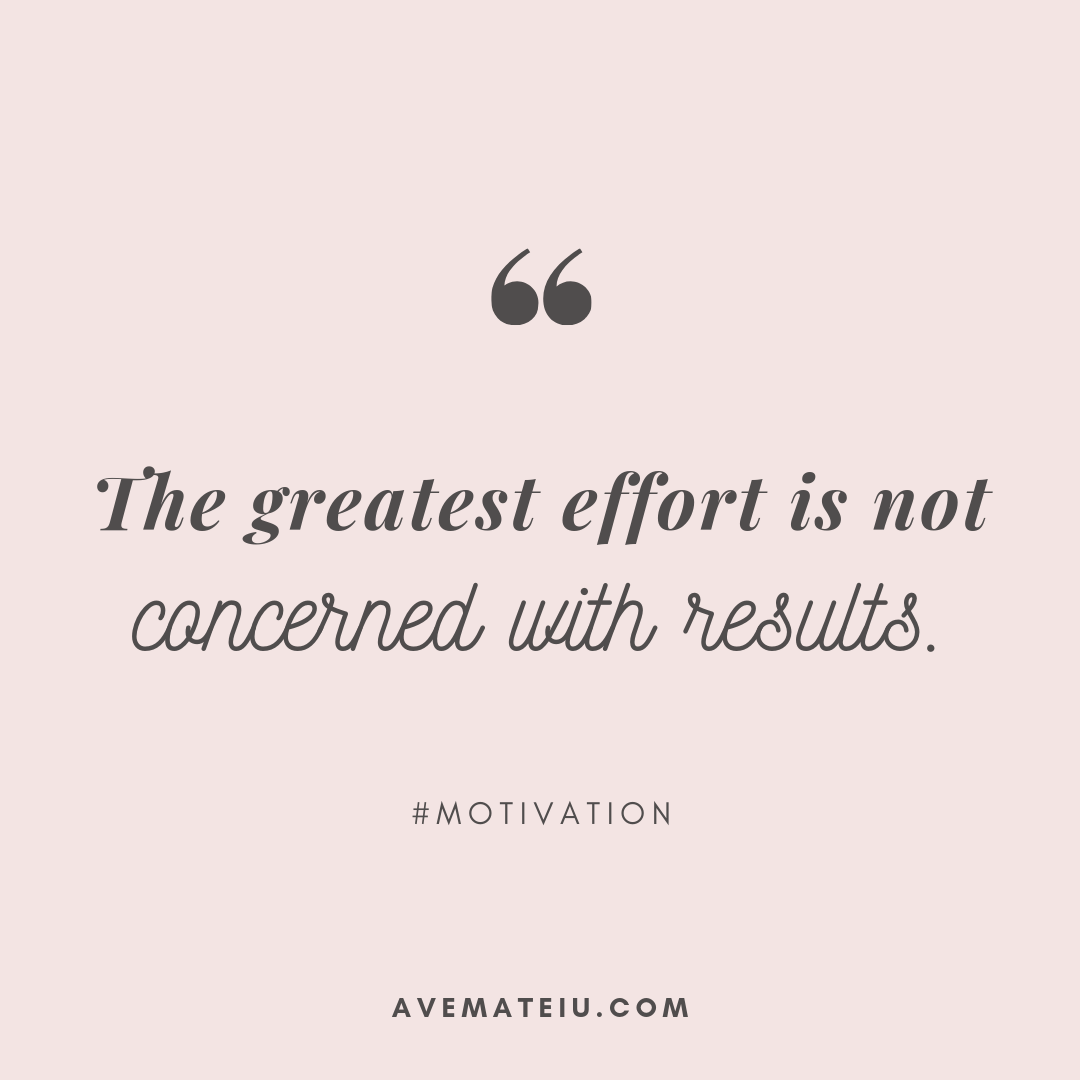 “
The greatest effort is not
concerned with results.
#MOTIVATION
AVEMATEIU.COM